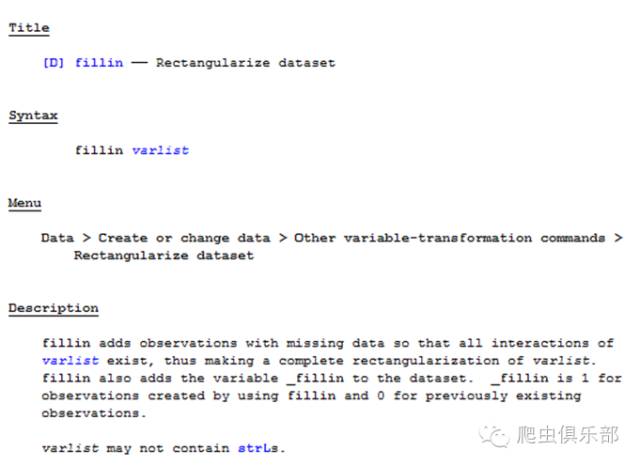 Title
[D] fillin — Rectangularize dataset
Syntax
fillin varlist
Menu
Data > Create or change data > Other variable-transformation commands >
Rectangularize dataset
Description
fillin adds observations with missing data so that all interactions of
varlist exist, thus making a complete rectangularization of varlist.
fillin also adds the variable _fillin to the dataset.  _fillin is 1 for
observations created by using fillin and 0 for previously existing
observations.
varlist may not contain strLs.
爬虫俱乐部